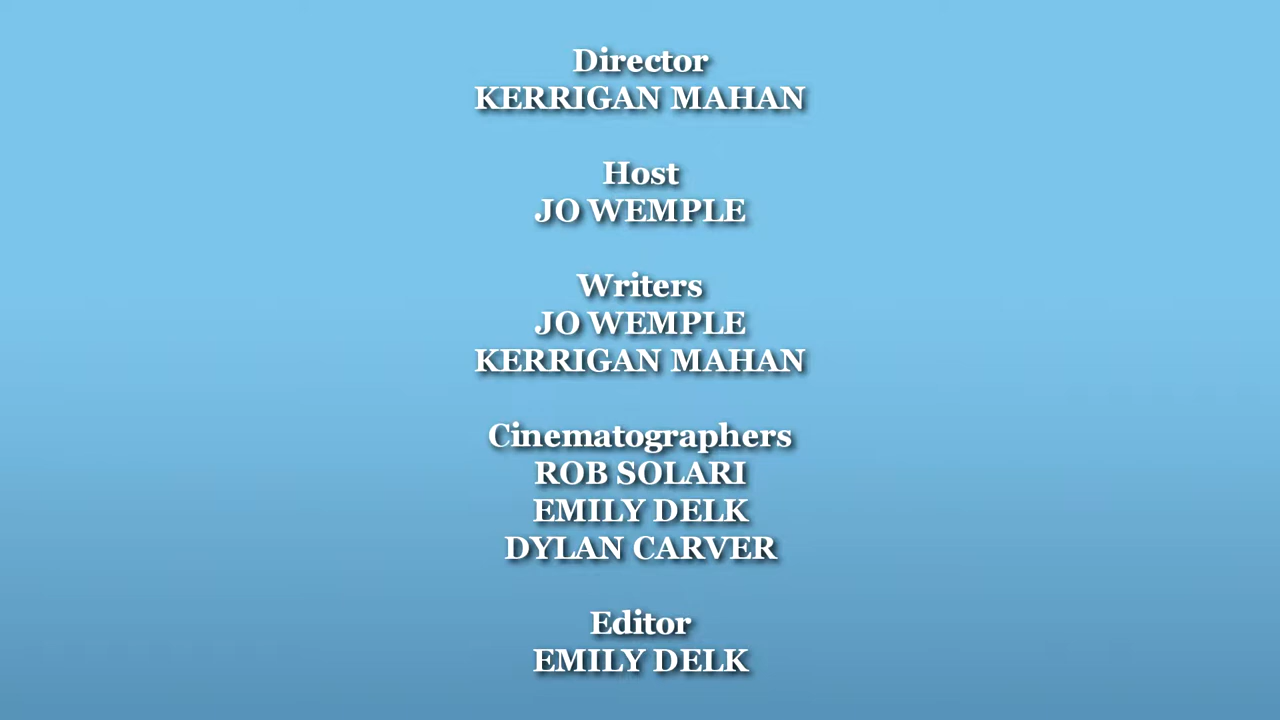 Director
KERRIGAN MAHAN
Host
JO WEMPLE
Writers
JO WEMPLE
KERRIGAN MAHAN
Cinematographers
ROB SOLARI
EMILY DELK
DYLAN CARVER
Editor
EMILY DELK